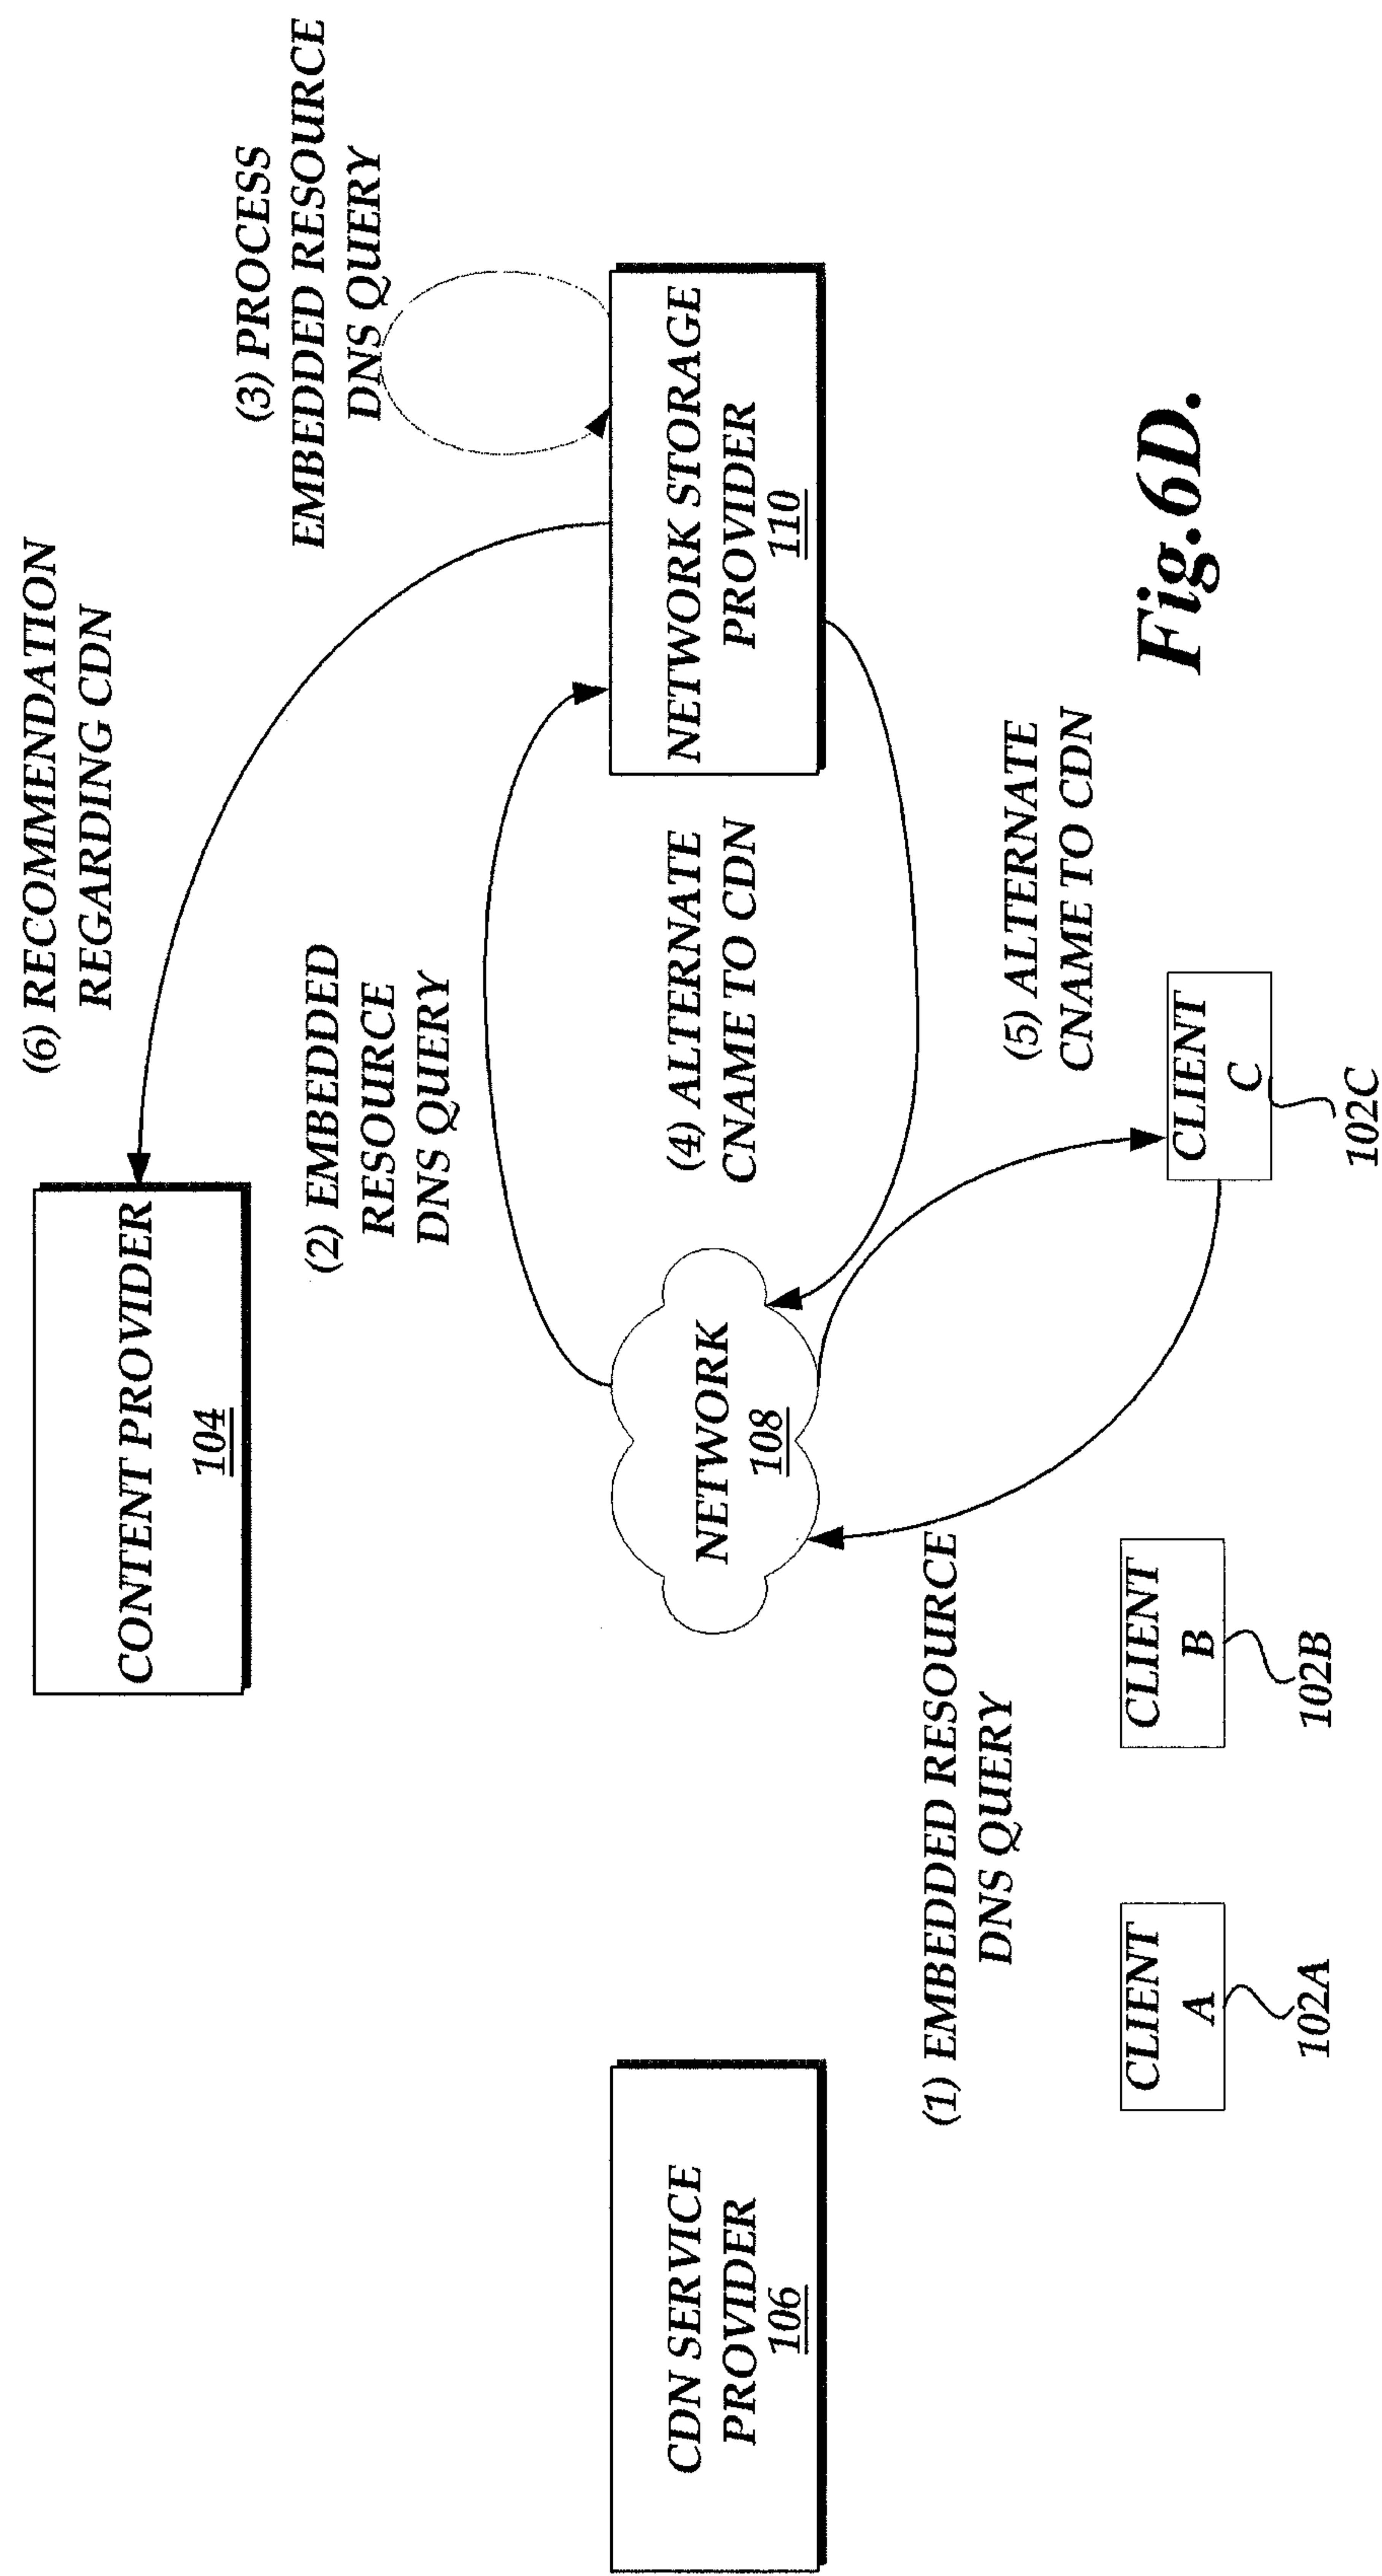 (6) RECOMMENDATION
REGARDING CDN
CONTENT PROVIDER
104
(3) PROCESS
EMBEDDED RESOURCE
DNS QUERY
(2) EMBEDDED
RESOURCE
DNS QUERY
CDN SERVICE
PROVIDER
106
NETWORK
108
(4) ALTERNATE
CNAME TO CDN
NETWORK STORAGE
PROVIDER
110
(1) EMBEDDED RESOURCE
DNS QUERY
(5) ALTERNATE
CNAME TO CDN
CLIENT
A
102A
CLIENT
B
102B
CLIENT
C
102C
Fig.6D.